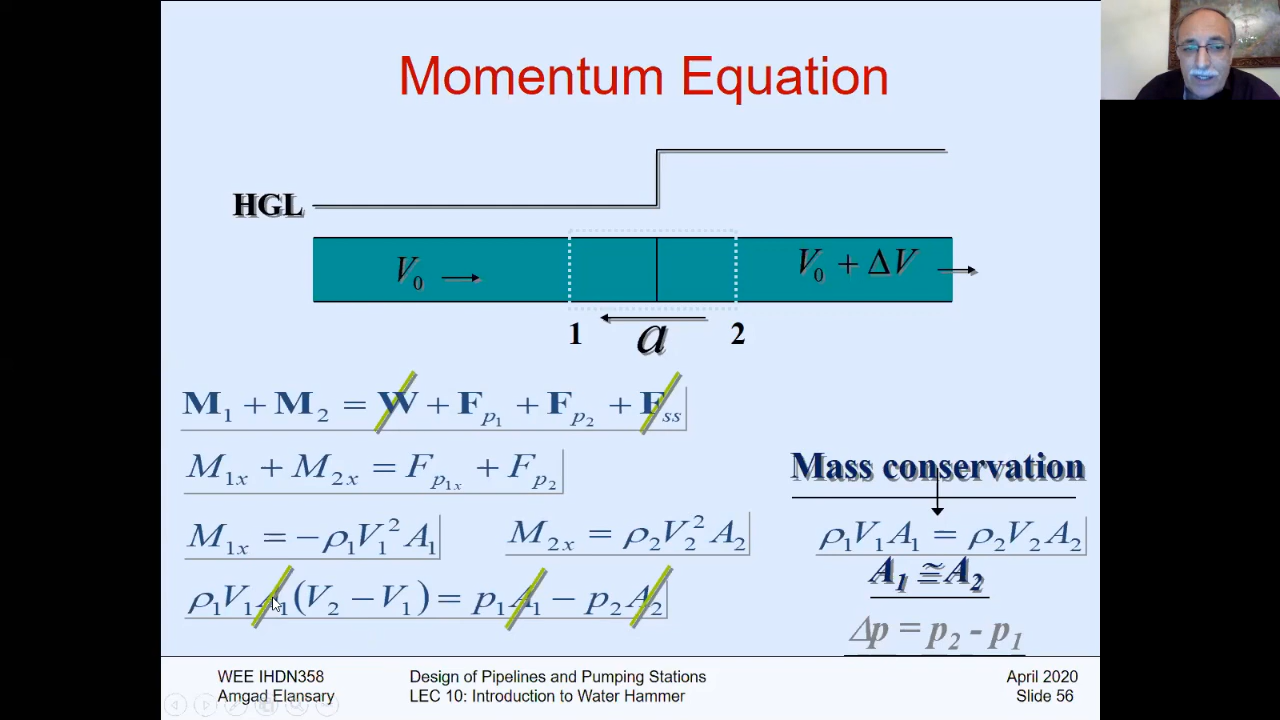 Momentum Equation
HGL
V₀
V₀ + ΔV
1
a
2
M₁ + M₂ = W + Fₚ₁ + Fₚ₂ + Fₛₛ
M₁ₓ + M₂ₓ = Fₚ₁ₓ + Fₚ₂
M₁ₓ = −ρ₁V₁²A₁
M₂ₓ = ρ₂V₂²A₂
ρ₁V₁A₁(V₂ − V₁) = p₁A₁ − p₂A₂
Mass conservation
ρ₁V₁A₁ = ρ₂V₂A₂
A₁ ≅ A₂
Δp = p₂ - p₁
WEE IHDN358
Amgad Elansary
Design of Pipelines and Pumping Stations
LEC 10: Introduction to Water Hammer
April 2020
Slide 56